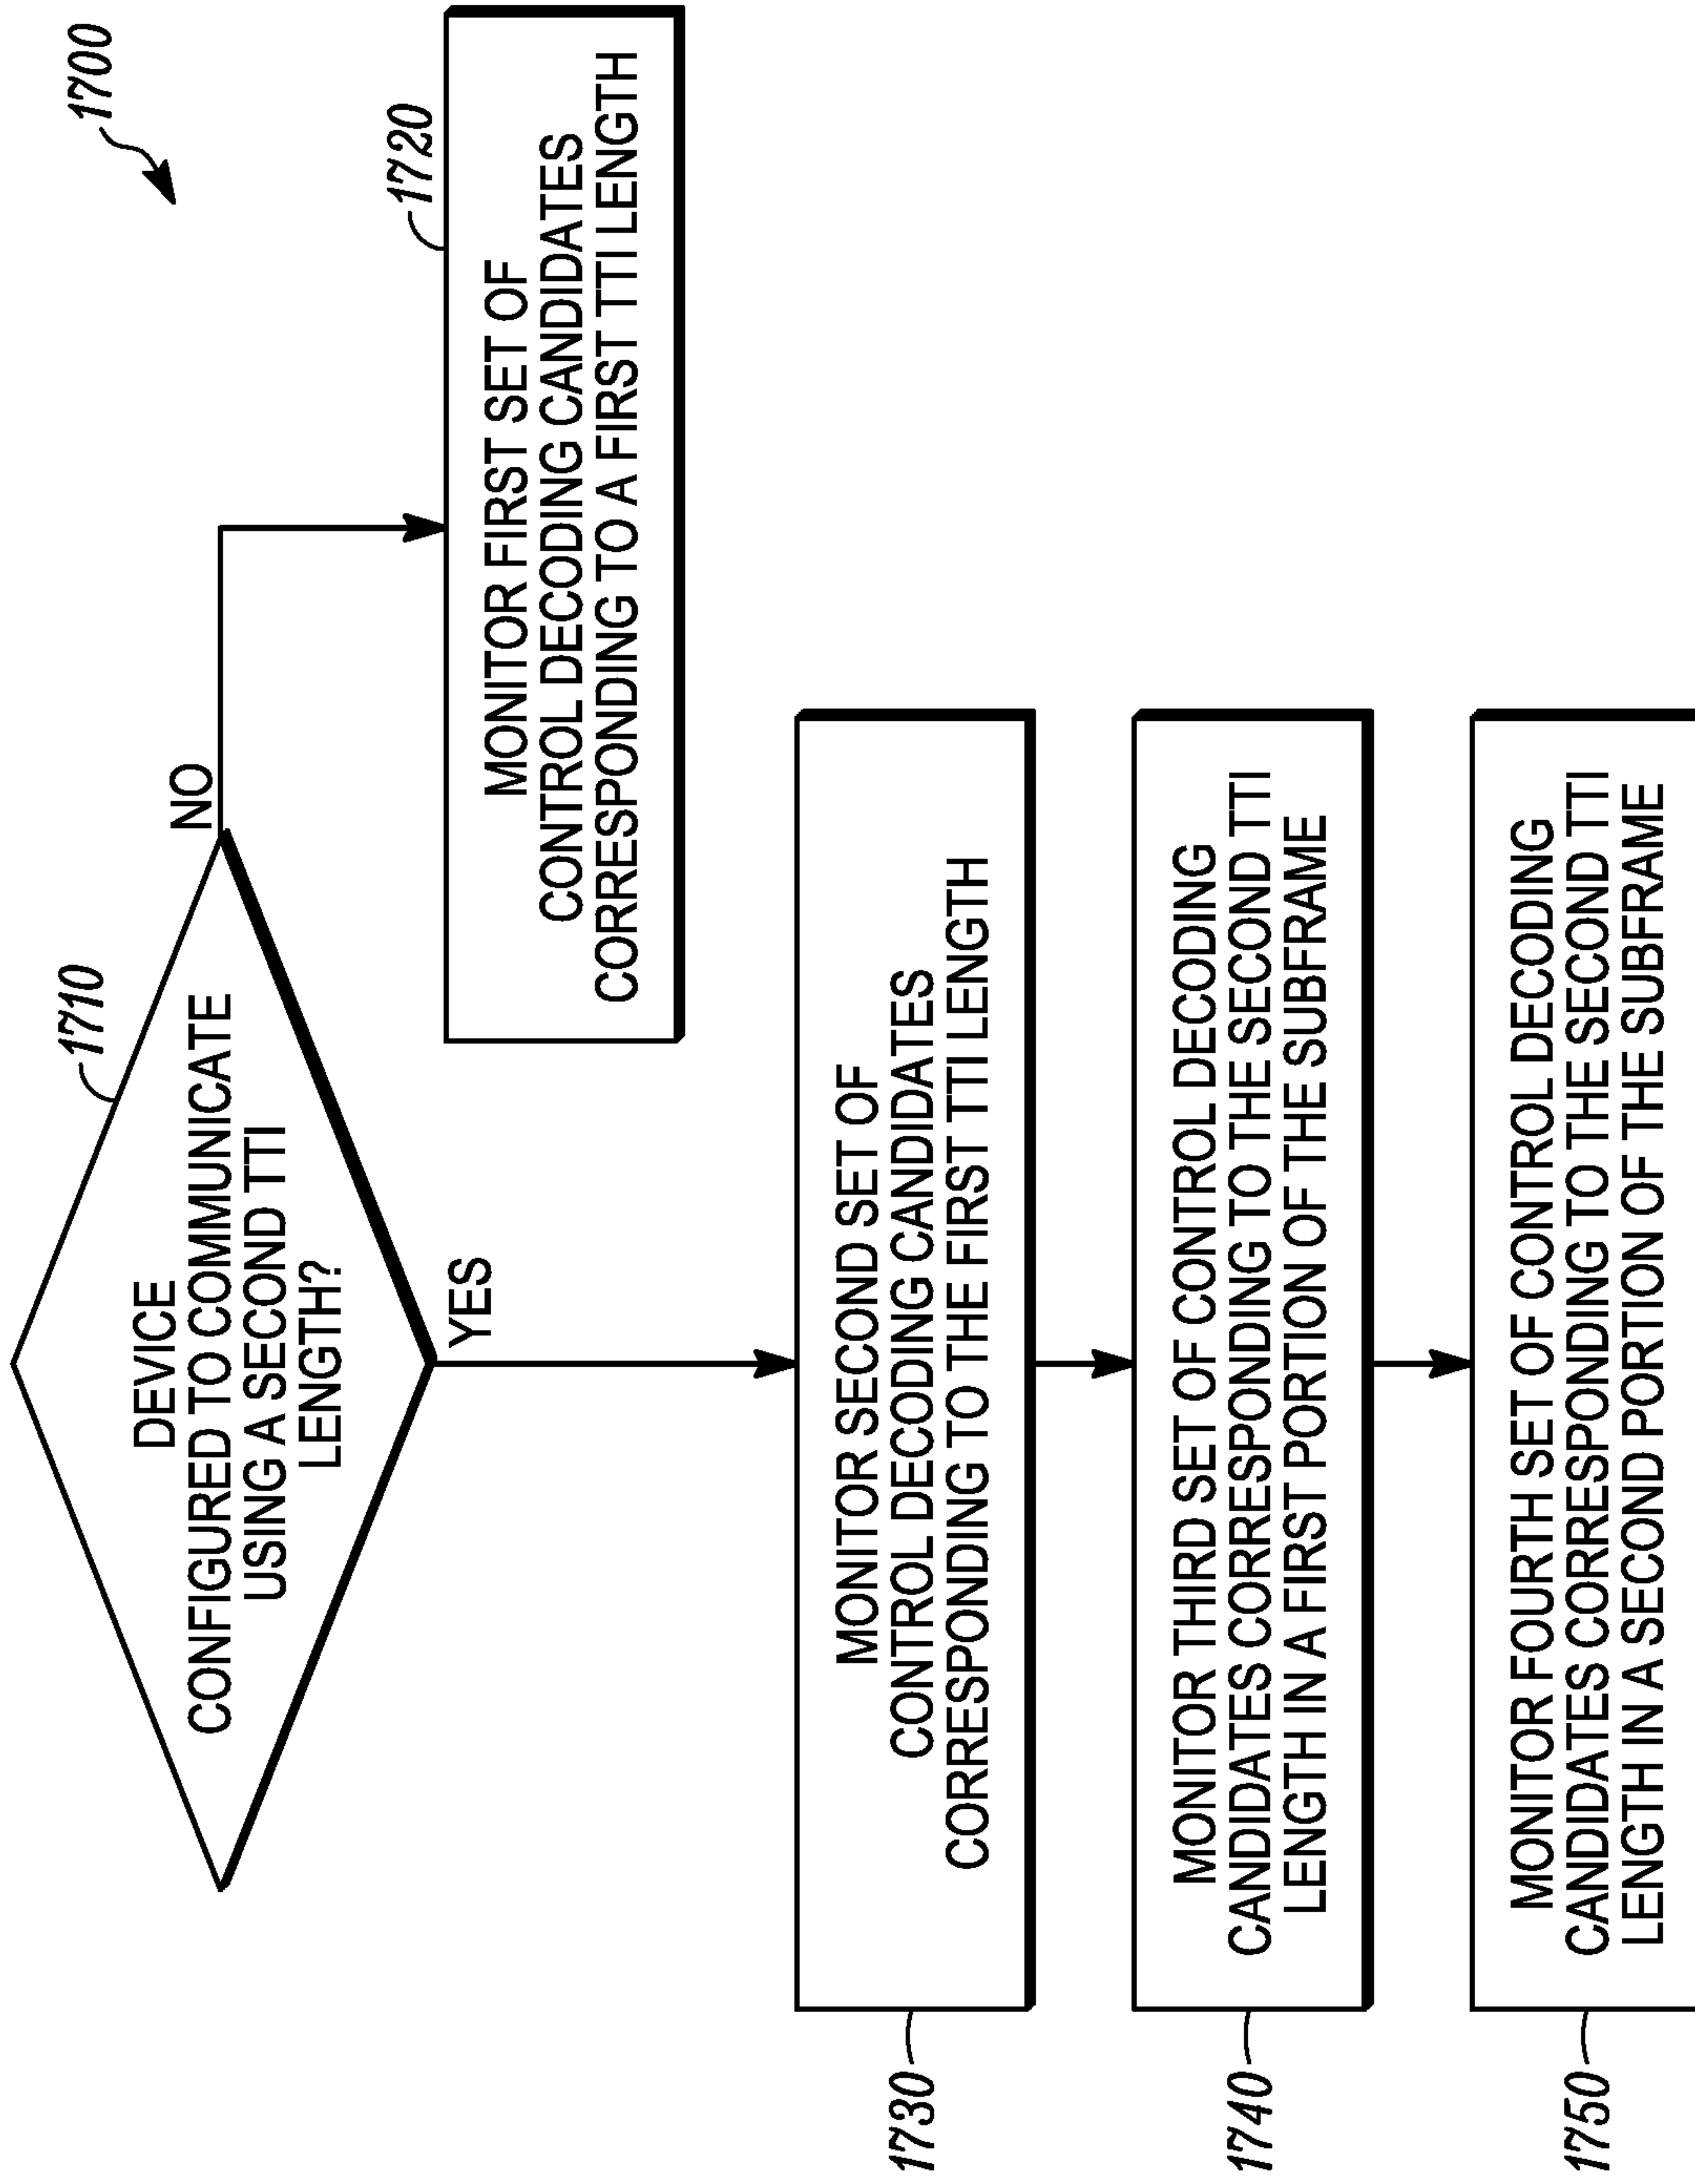 1700
1710
DEVICE
CONFIGURED TO COMMUNICATE
USING A SECOND TTI
LENGTH?
NO
YES
1720
MONITOR FIRST SET OF
CONTROL DECODING CANDIDATES
CORRESPONDING TO A FIRST TTI LENGTH
1730
MONITOR SECOND SET OF
CONTROL DECODING CANDIDATES
CORRESPONDING TO THE FIRST TTI LENGTH
1740
MONITOR THIRD SET OF CONTROL DECODING
CANDIDATES CORRESPONDING TO THE SECOND TTI
LENGTH IN A FIRST PORTION OF THE SUBFRAME
1750
MONITOR FOURTH SET OF CONTROL DECODING
CANDIDATES CORRESPONDING TO THE SECOND TTI
LENGTH IN A SECOND PORTION OF THE SUBFRAME